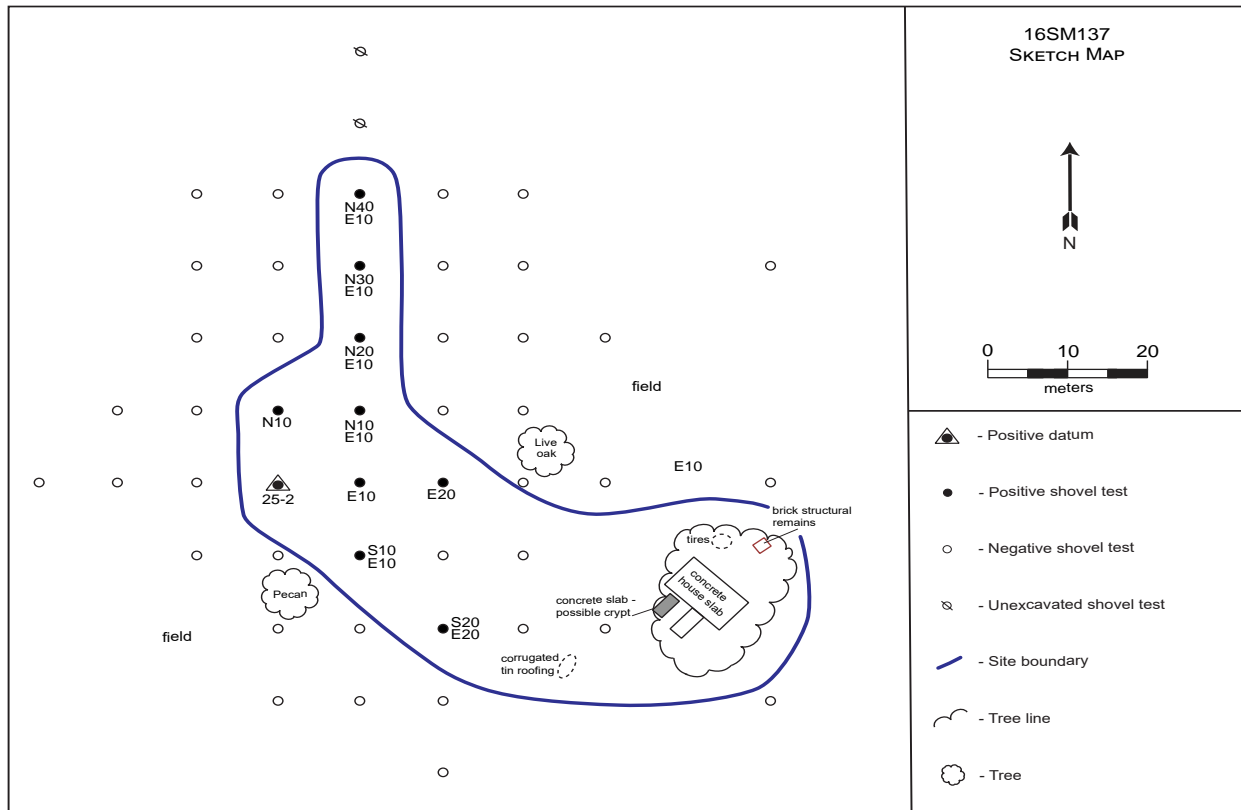 16SM137
SKETCH MAP
N
0 10 20
meters
N40
E10
N30
E10
N20
E10
field
N10
N10
E10
Live
oak
E10
25-2
E10
E20
brick structural
remains
tires
S10
E10
concrete
house slab
Pecan
concrete slab -
possible crypt
field
S20
E20
corrugated
tin roofing
- Positive datum
- Positive shovel test
- Negative shovel test
- Unexcavated shovel test
- Site boundary
- Tree line
- Tree